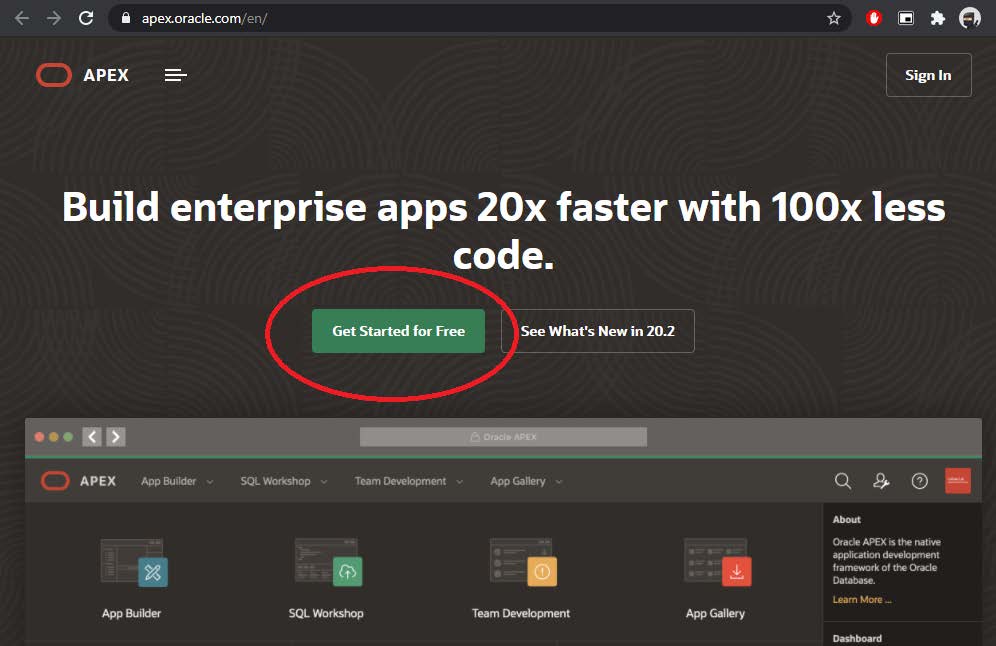 apex.oracle.com/en/
APEX
Sign In
Build enterprise apps 20x faster with 100x less
code.
Get Started for Free
See What's New in 20.2
Oracle APEX
APEX
App Builder
SQL Workshop
Team Development
App Gallery
App Builder
SQL Workshop
Team Development
App Gallery
About
Oracle APEX is the native
application development
framework of the Oracle
Database.
Learn More ...
Dashboard